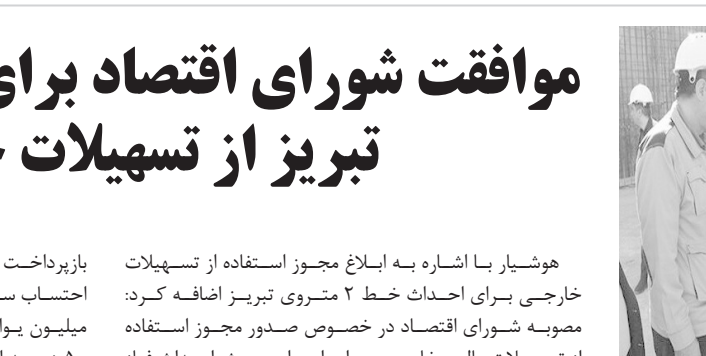 موافقت شورای اقتصاد برای
تبریز از تسهیلات
هوشیار با اشاره به ابلاغ مجوز استفاده از تسهیلات
خارجی برای احداث خط ۲ متروی تبریز اضافه کرد:
مصوبه شورای اقتصاد در خصوص صدور مجوز استفاده
بازپرداخت
احتساب
میلیون